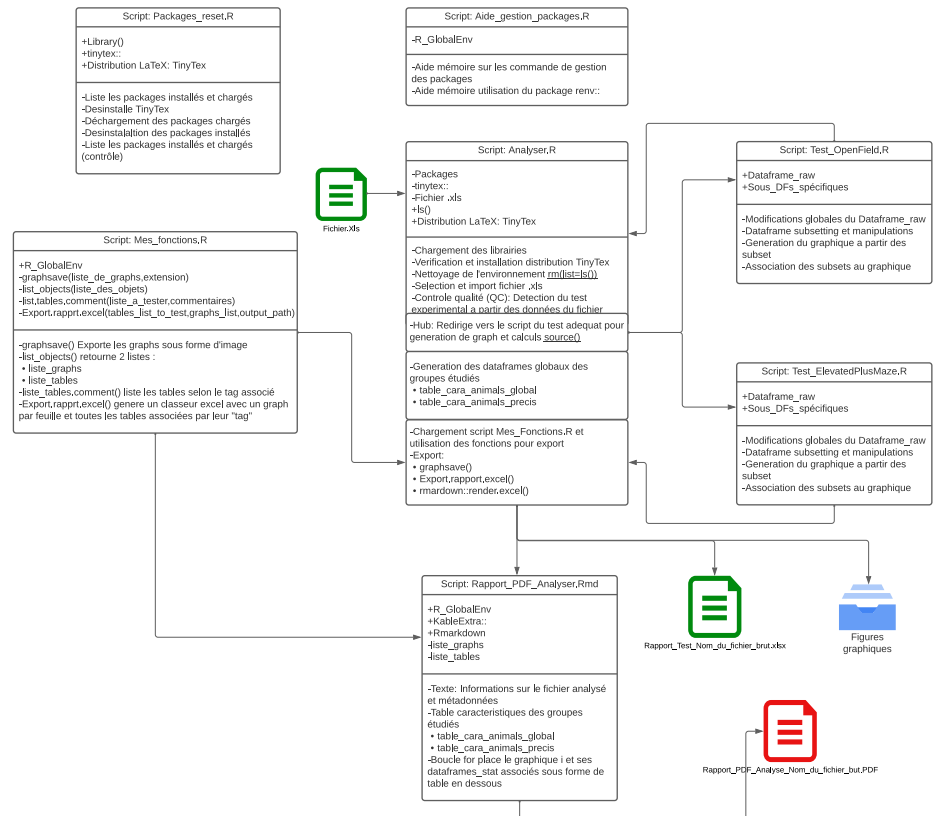 Script: Packages_reset.R
+Library()
+tinytex::
+Distribution LaTeX: TinyTex
-Liste les packages installés et chargés
-Desinstalle TinyTex
-Déchargement des packages chargés
-Desinstalaltion des packages installés
-Liste les packages installés et chargés
(contrôle)
Script: Aide_gestion_packages.R
-R_GlobalEnv
-Aide mémoire sur les commande de gestion
des packages
-Aide mémoire utilisation du package renv::
Fichier.Xls
Script: Analyser.R
-Packages
-tinytex::
-Fichier .xls
+ls()
+Distribution LaTeX: TinyTex
-Chargement des librairies
-Verification et installation distribution TinyTex
-Nettoyage de l'environement rm(list=ls())
-Selection et import fichier .xls
-Controle qualité (QC): Detection du test
experimental a partir des données du fichier
-Hub: Redirige vers le script du test adequat pour
generation de graph et calculs source()
-Generation des dataframes globaux des
groupes étudiés
• table_cara_animals_global
• table_cara_animals_precis
-Chargement script Mes_Fonctions.R et
utilisation des fonctions pour export
-Export:
• graphsave()
• Export.rapport.excel()
• rmardown::render.excel()
Script: Test_OpenField.R
+Dataframe_raw
+Sous_DFs_spécifiques
-Modifications globales du Dataframe_raw
-Dataframe subsetting et manipulations
-Generation du graphique a partir des
subset
-Association des subsets au graphique
Script: Mes_fonctions.R
+R_GlobalEnv
-graphsave(liste_de_graphs,extension)
-list_objects(liste_des_objets)
-list.tables.comment(liste_a_tester,commentaires)
-Export.rapprt.excel(tables_list_to_test,graphs_list,output_path)
-graphsave() Exporte les graphs sous forme d'image
-list_objects() retourne 2 listes :
• liste_graphs
• liste_tables
-liste_tables.comment() liste les tables selon le tag associé
-Export.rapprt.excel() genere un classeur excel avec un graph
par feuille et toutes les tables associées par leur "tag"
Script: Test_ElevatedPlusMaze.R
+Dataframe_raw
+Sous_DFs_spécifiques
-Modifications globales du Dataframe_raw
-Dataframe subsetting et manipulations
-Generation du graphique a partir des
subset
-Association des subsets au graphique
Script: Rapport_PDF_Analyser.Rmd
+R_GlobalEnv
+KableExtra::
+Rmarkdown
-liste_graphs
-liste_tables
-Texte: Informations sur le fichier analysé
et métadonnées
-Table caracteristiques des groupes
étudiés
• table_cara_animals_global
• table_cara_animals_precis
-Boucle for place le graphique i et ses
dataframes_stat associés sous forme de
table en dessous
Rapport_Test_Nom_du_fichier_brut.xlsx
Figures
graphiques
Rapport_PDF_Analyse_Nom_du_fichier_but.PDF